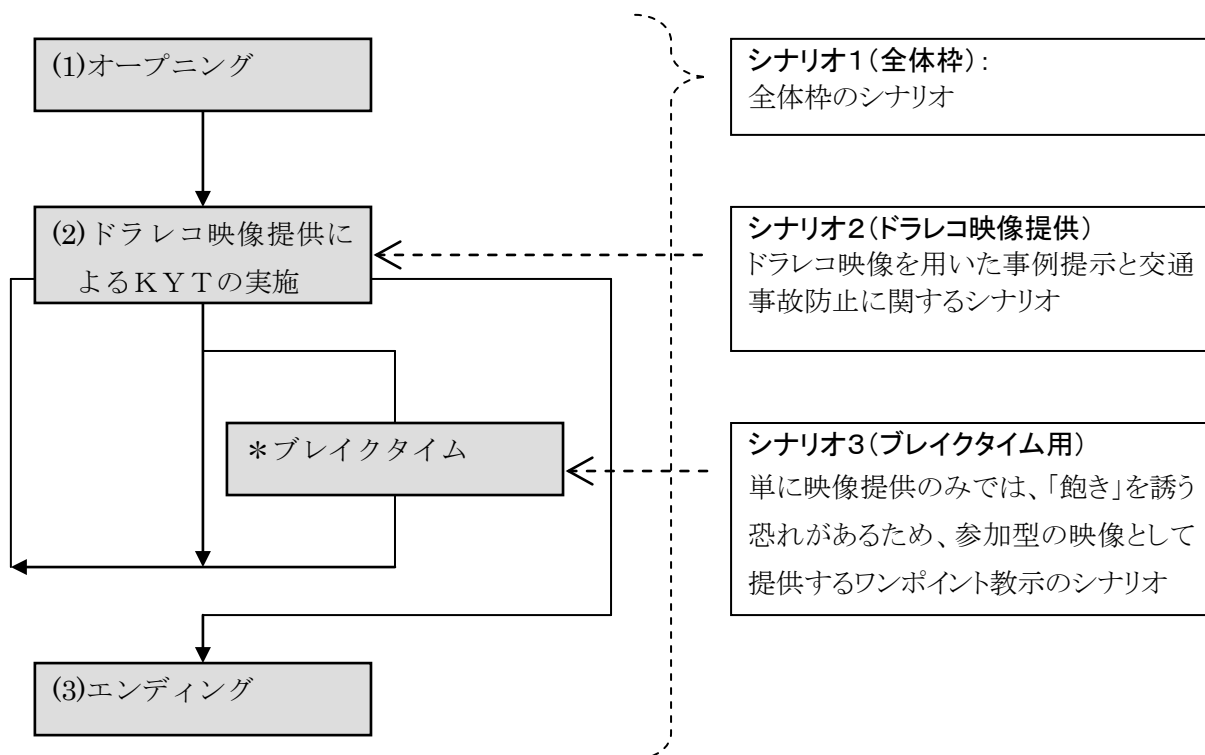 (1)オープニング
(2)ドラレコ映像提供に
よるＫＹＴの実施
＊ブレイクタイム
(3)エンディング
シナリオ１（全体枠）：
全体枠のシナリオ
シナリオ２（ドラレコ映像提供）
ドラレコ映像を用いた事例提示と交通
事故防止に関するシナリオ
シナリオ３（ブレイクタイム用）
単に映像提供のみでは、「飽き」を誘う
恐れがあるため、参加型の映像として
提供するワンポイント教示のシナリオ